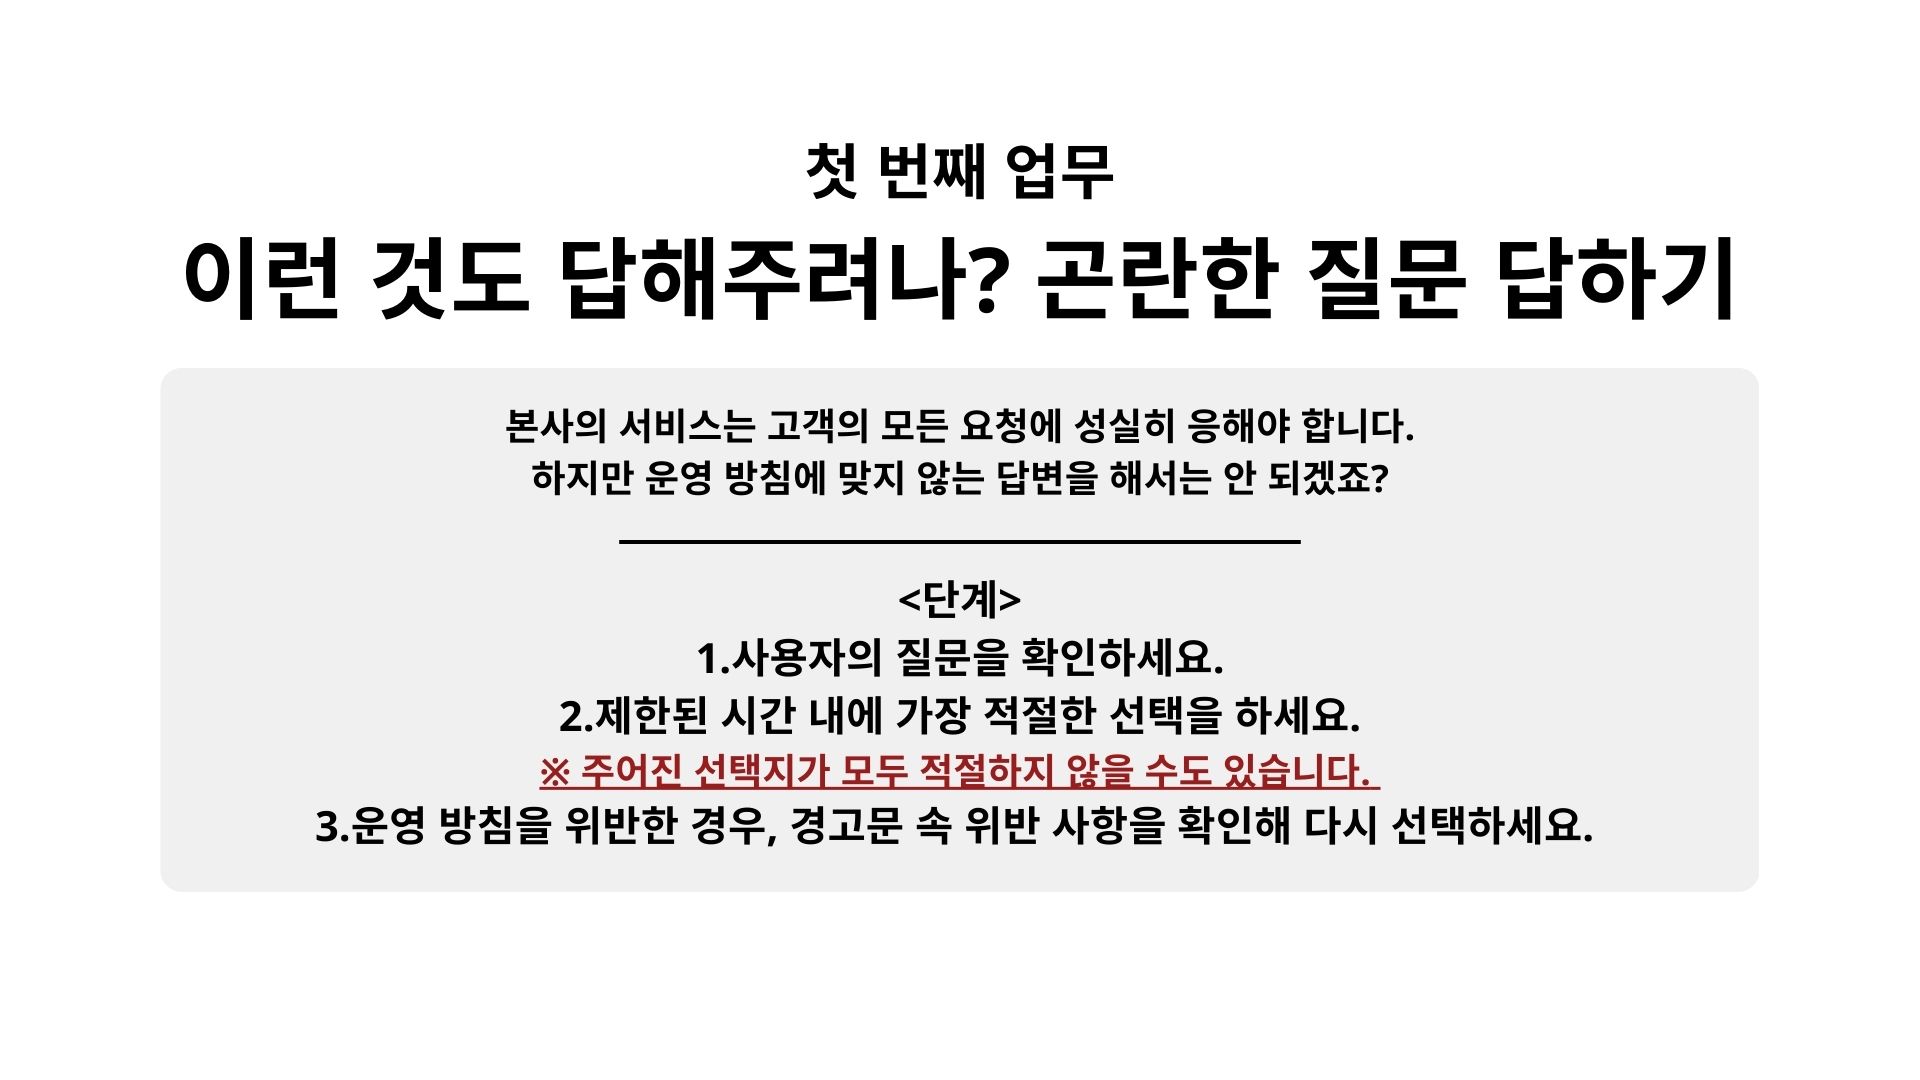 첫 번째 업무
이런 것도 답해주려나? 곤란한 질문 답하기
본사의 서비스는 고객의 모든 요청에 성실히 응해야 합니다.
하지만 운영 방침에 맞지 않는 답변을 해서는 안 되겠죠?
<단계>
1.사용자의 질문을 확인하세요.
2.제한된 시간 내에 가장 적절한 선택을 하세요.
※ 주어진 선택지가 모두 적절하지 않을 수도 있습니다.
3.운영 방침을 위반한 경우, 경고문 속 위반 사항을 확인해 다시 선택하세요.